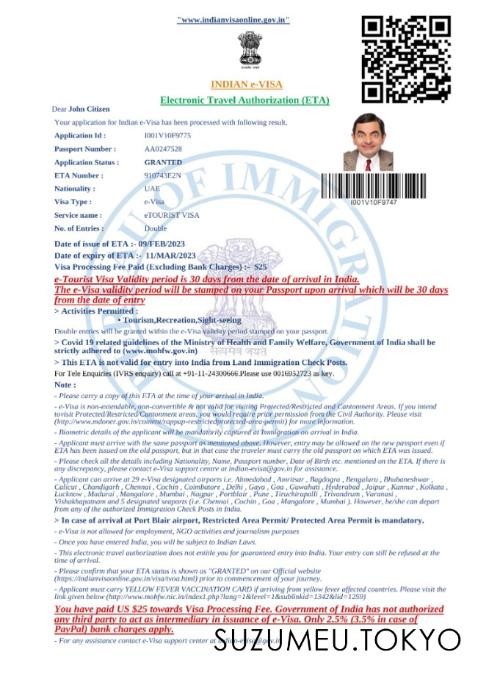 "www.indianvisaonline.gov.in"
INDIAN e-VISA
Electronic Travel Authorization (ETA)
Dear John Citizen
Your application for Indian e-Visa has been processed with following result.
Application Id : I001V10F9775
Passport Number : AA0247528
Application Status : GRANTED
ETA Number : 910743E2N
Nationality : UAE
Visa Type : e-Visa
Service name : eTOURIST VISA
No. of Entries : Double
I001V10F9747
Date of issue of ETA :- 09/FEB/2023
Date of expiry of ETA :- 11/MAR/2023
Visa Processing Fee Paid (Excluding Bank Charges) :- $25
e-Tourist Visa Validity period is 30 days from the date of arrival in India.
The e-Visa validity period will be stamped on your Passport upon arrival which will be 30 days
from the date of entry
> Activities Permitted :
• Tourism,Recreation,Sight-seeing
Double entries will be granted within the e-Visa validity period stamped on your passport.
> Covid 19 related guidelines of the Ministry of Health and Family Welfare, Government of India shall be
strictly adhered to (www.mohfw.gov.in)
> This ETA is not valid for entry into India from Land Immigration Check Posts.
For Tele Enquiries (IVRS enquiry) call at +91-11-24300666.Please use 0016952723 as key.
Note :
- Please carry a copy of this ETA at the time of your arrival in India.
- e-Visa is non-extendable, non-convertible & not valid for visiting Protected/Restricted and Cantonment Areas. If you intend
to visit Protected/Restricted/Cantonment areas, you would require prior permission from the Civil Authority. Please visit
- Biometric details of the applicant will be mandatorily captured at Immigration on arrival in India.
- Applicant must arrive with the same passport as mentioned above. However, entry may be allowed on the new passport even if
ETA has been issued on the old passport, but in that case the traveler must carry the old passport on which ETA was issued.
- Please check all the details including Nationality, Name, Passport number, Date of Birth etc. mentioned on the ETA. If there is
any discrepancy, please contact e-Visa support centre at indian-evisa@gov.in for assistance.
- Applicant can arrive at 29 e-Visa designated airports i.e. Ahmedabad , Amritsar , Bagdogra , Bengaluru , Bhubaneshwar ,
Calicut , Chandigarh , Chennai , Cochin , Coimbatore , Delhi , Gaya , Goa , Guwahati , Hyderabad , Jaipur , Kannur , Kolkata ,
Lucknow , Madurai , Mangalore , Mumbai , Nagpur , Portblair , Pune , Tiruchirapalli , Trivandrum , Varanasi ,
Vishakhapatnam and 5 designated seaports (i.e. Chennai , Cochin , Goa , Mangalore , Mumbai ). However, he/she can depart
from any of the authorized Immigration Check Posts in India.
> In case of arrival at Port Blair airport, Restricted Area Permit/ Protected Area Permit is mandatory.
- e-Visa is not allowed for employment, NGO activities and journalism purposes
- Once you have entered India, you will be subject to Indian Laws.
- This electronic travel authorization does not entitle you for guaranteed entry into India. Your entry can still be refused at the
time of arrival.
- Please confirm that your ETA status is shown as "GRANTED" on our Official website
(https://indianvisaonline.gov.in/visa/tvoa.html) prior to commencement of your journey.
- Applicant must carry YELLOW FEVER VACCINATION CARD if arriving from yellow fever affected countries. Please visit the
link given below (http://www.mohfw.nic.in/index1.php?lang=1&level=1&sublinkid=1342&lid=1259)
You have paid US $25 towards Visa Processing Fee. Government of India has not authorized
any third party to act as intermediary in issuance of e-Visa. Only 2.5% (3.5% in case of
PayPal) bank charges apply.
- For any assistance contact e-Visa support center at indian-evisa@gov.in
SUZUMEU.TOKYO